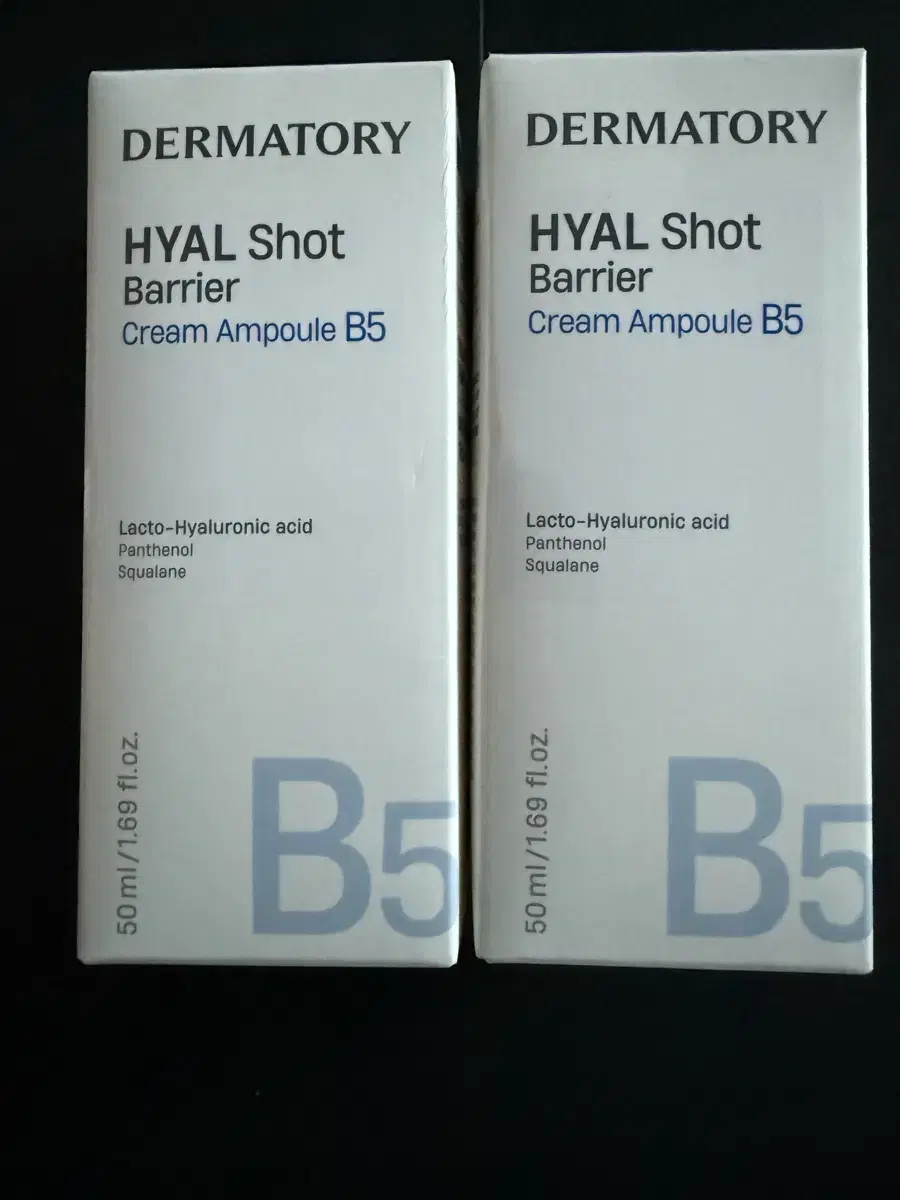 DERMATORY
HYAL Shot
Barrier
Cream Ampoule B5
Lacto-Hyaluronic acid
Panthenol
Squalane
50 ml/1.69 fl.oz.
B5
DERMATORY
HYAL Shot
Barrier
Cream Ampoule B5
Lacto-Hyaluronic acid
Panthenol
Squalane
50 ml/1.69 fl.oz.
B5